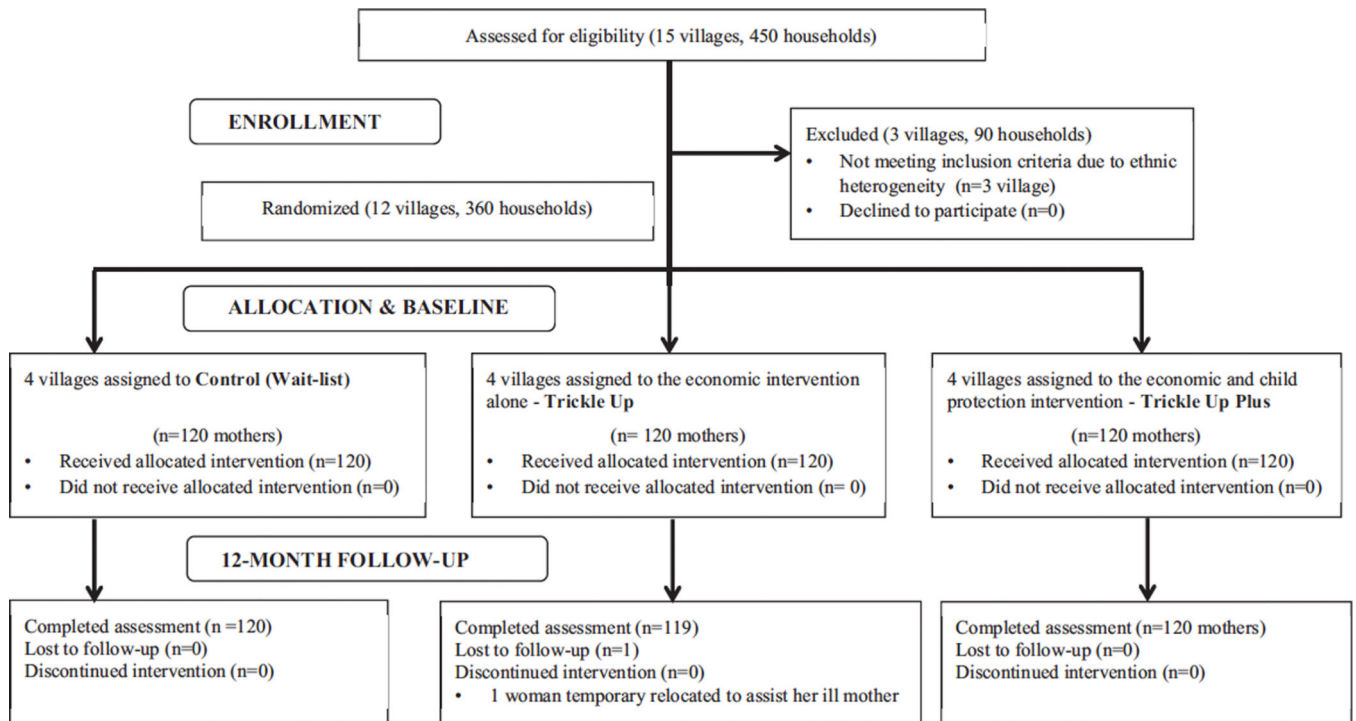 Assessed for eligibility (15 villages, 450 households)
ENROLLMENT
Excluded (3 villages, 90 households)
• Not meeting inclusion criteria due to ethnic
heterogeneity (n=3 village)
• Declined to participate (n=0)
Randomized (12 villages, 360 households)
ALLOCATION & BASELINE
4 villages assigned to Control (Wait-list)
(n=120 mothers)
• Received allocated intervention (n=120)
• Did not receive allocated intervention (n=0)
4 villages assigned to the economic intervention
alone - Trickle Up
(n= 120 mothers)
• Received allocated intervention (n=120)
• Did not receive allocated intervention (n= 0)
4 villages assigned to the economic and child
protection intervention - Trickle Up Plus
(n=120 mothers)
• Received allocated intervention (n=120)
• Did not receive allocated intervention (n=0)
12-MONTH FOLLOW-UP
Completed assessment (n =120)
Lost to follow-up (n=0)
Discontinued intervention (n=0)
Completed assessment (n=119)
Lost to follow-up (n=1)
Discontinued intervention (n=0)
• 1 woman temporary relocated to assist her ill mother
Completed assessment (n=120 mothers)
Lost to follow-up (n=0)
Discontinued intervention (n=0)